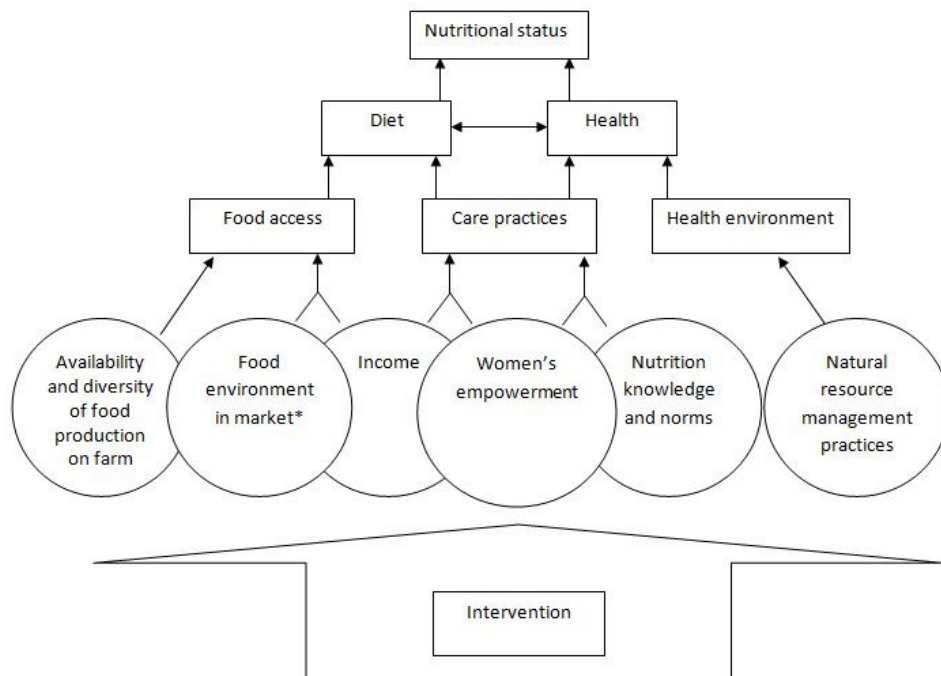 Nutritional status
Diet
Health
Food access
Care practices
Health environment
Availability
and diversity
of food
production
on farm
Food
environment
in market*
Income
Women’s
empowerment
Nutrition
knowledge
and norms
Natural
resource
management
practices
Intervention